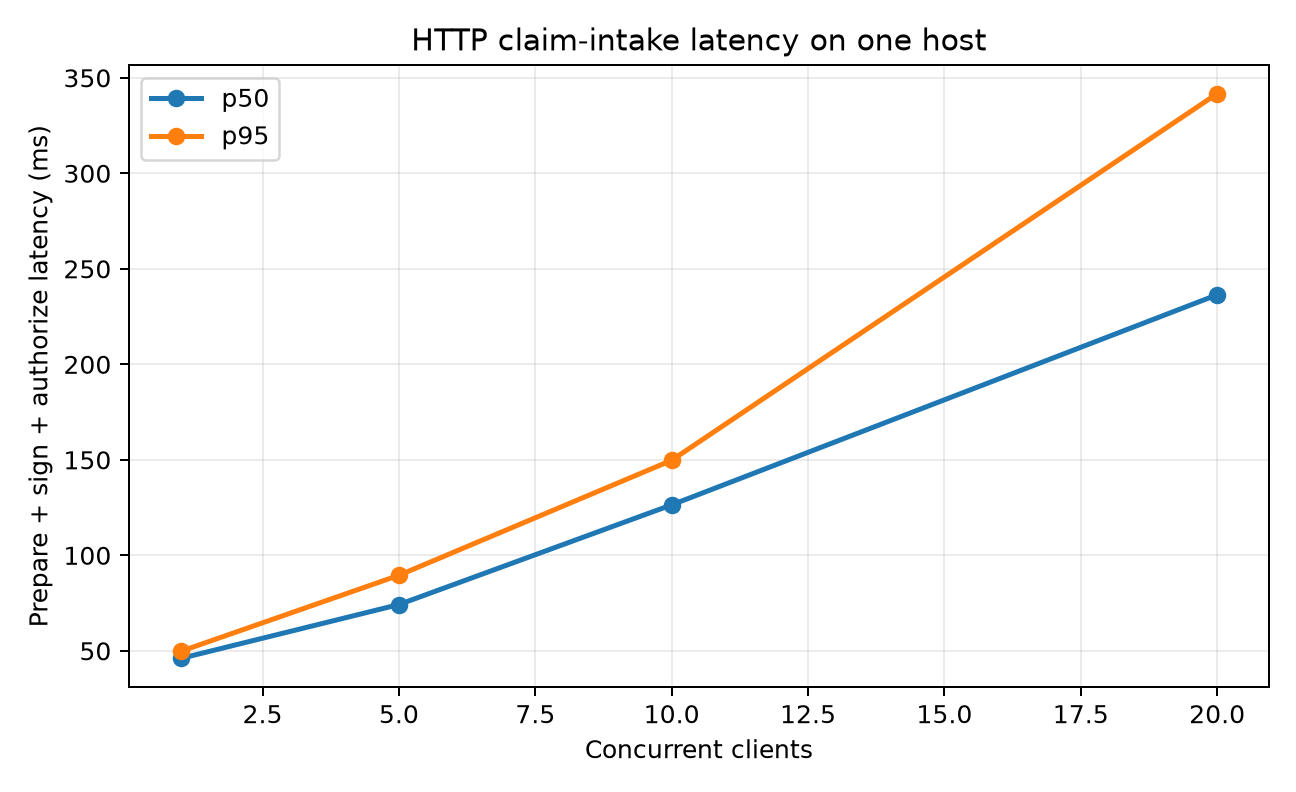 HTTP claim-intake latency on one host
p50
p95
Prepare + sign + authorize latency (ms)
350
300
250
200
150
100
50
2.5 5.0 7.5 10.0 12.5 15.0 17.5 20.0
Concurrent clients